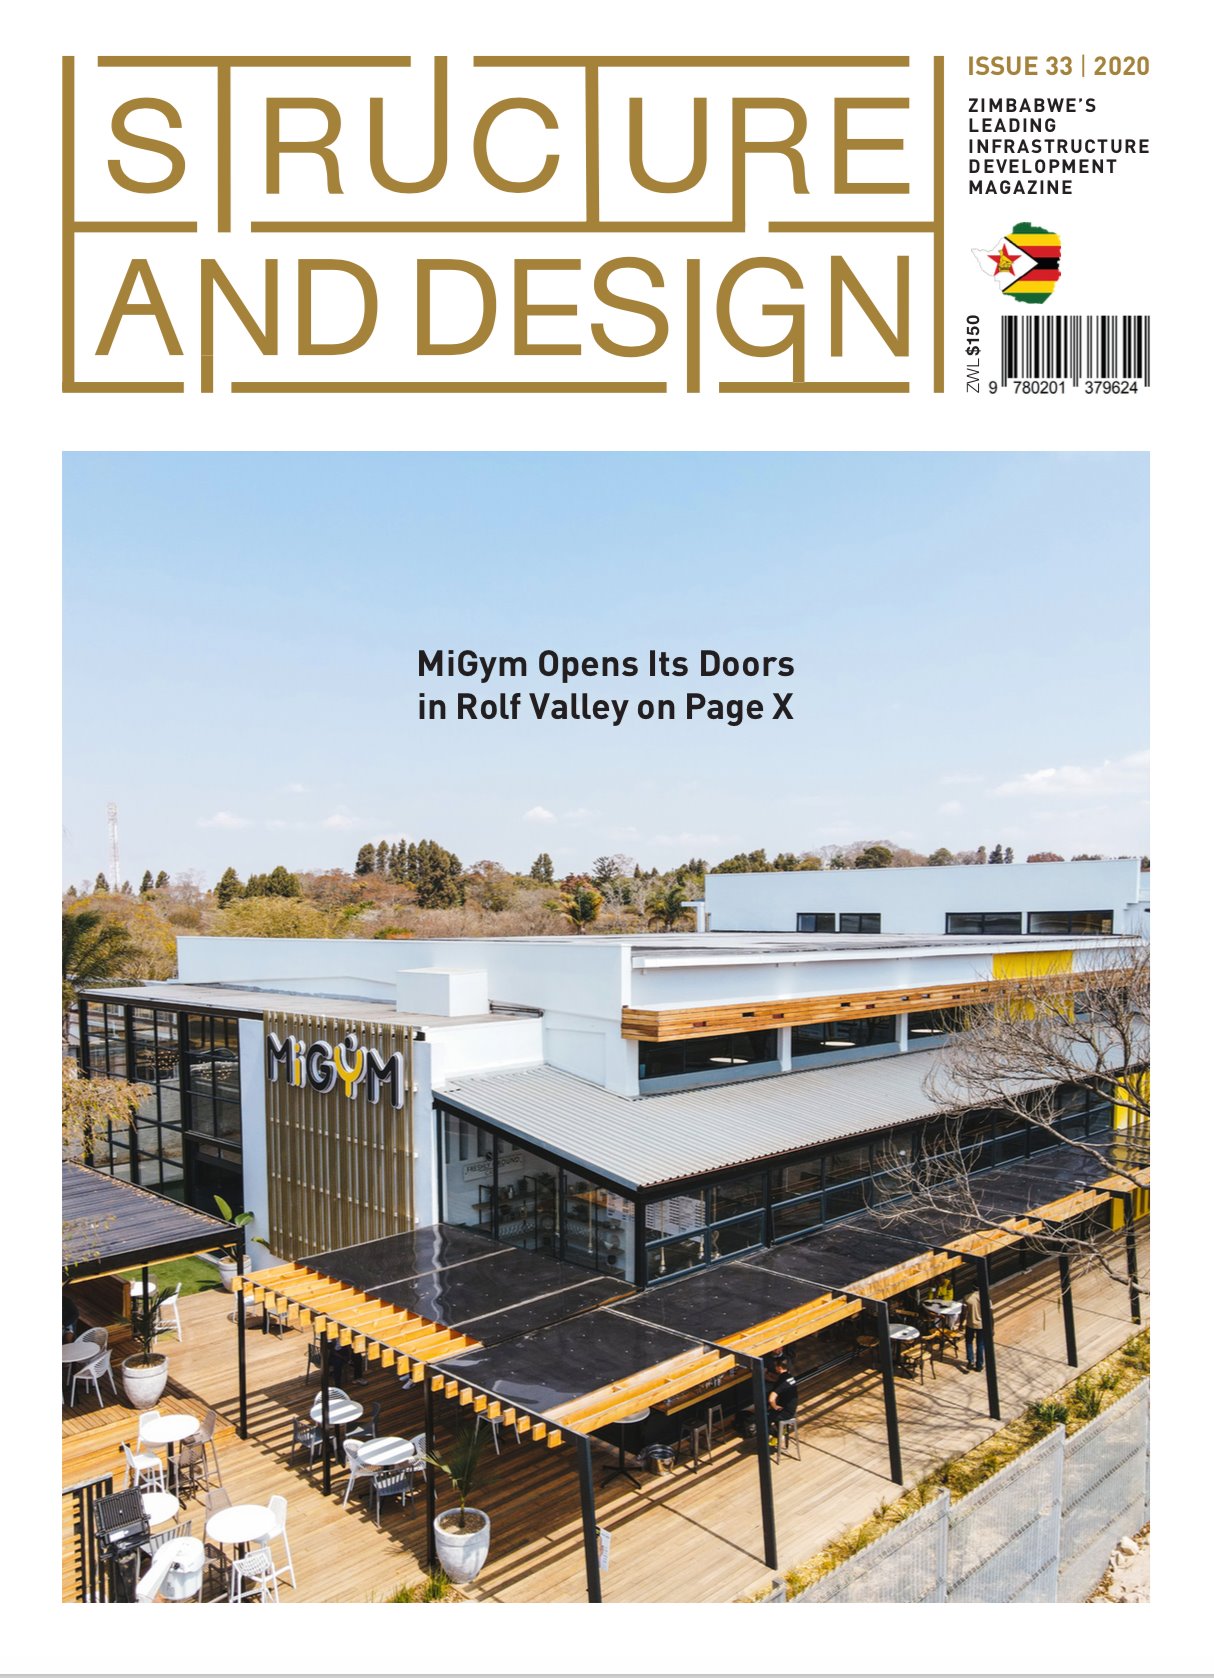 STRUCTURE
AND DESIGN
ISSUE 33 | 2020
ZIMBABWE'S
LEADING
INFRASTRUCTURE
DEVELOPMENT
MAGAZINE
ZWL $150
9 780201 379624
MiGym Opens Its Doors
in Rolf Valley on Page X
MiGYM